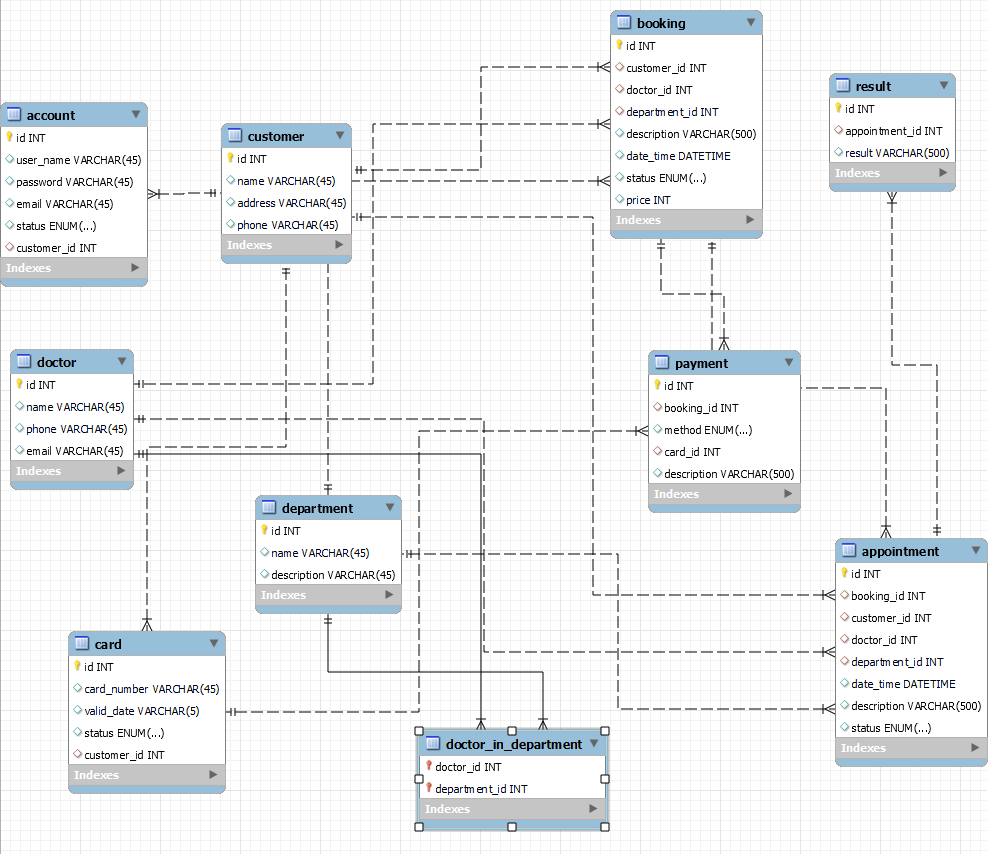 booking
id INT
customer_id INT
doctor_id INT
department_id INT
description VARCHAR(500)
date_time DATETIME
status ENUM(...)
price INT
Indexes
result
id INT
appointment_id INT
result VARCHAR(500)
Indexes
account
id INT
user_name VARCHAR(45)
password VARCHAR(45)
email VARCHAR(45)
status ENUM(...)
customer_id INT
Indexes
customer
id INT
name VARCHAR(45)
address VARCHAR(45)
phone VARCHAR(45)
Indexes
doctor
id INT
name VARCHAR(45)
phone VARCHAR(45)
email VARCHAR(45)
Indexes
payment
id INT
booking_id INT
method ENUM(...)
card_id INT
description VARCHAR(500)
Indexes
department
id INT
name VARCHAR(45)
description VARCHAR(45)
Indexes
appointment
id INT
booking_id INT
customer_id INT
doctor_id INT
department_id INT
date_time DATETIME
description VARCHAR(500)
status ENUM(...)
Indexes
card
id INT
card_number VARCHAR(45)
valid_date VARCHAR(5)
status ENUM(...)
customer_id INT
Indexes
doctor_in_department
doctor_id INT
department_id INT
Indexes